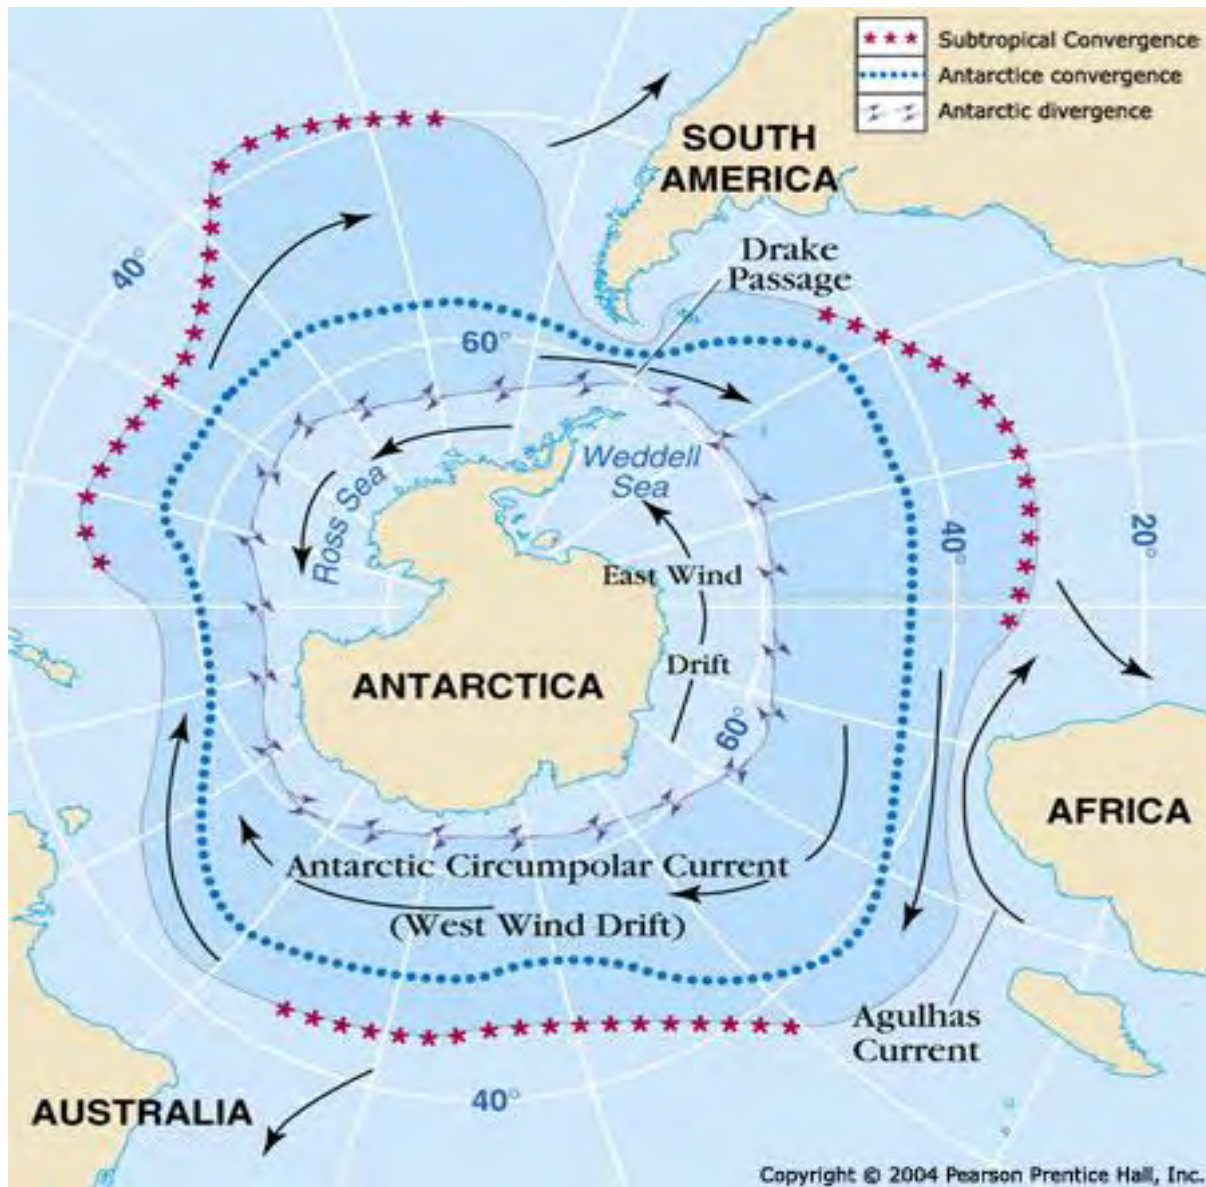 Subtropical Convergence
Antarctice convergence
Antarctic divergence
SOUTH
AMERICA
Drake
Passage
40°
60°
Weddell
Sea
Ross Sea
40°
20°
East Wind
Drift
ANTARCTICA
60°
AFRICA
Antarctic Circumpolar Current
(West Wind Drift)
Agulhas
Current
40°
AUSTRALIA
Copyright © 2004 Pearson Prentice Hall, Inc.